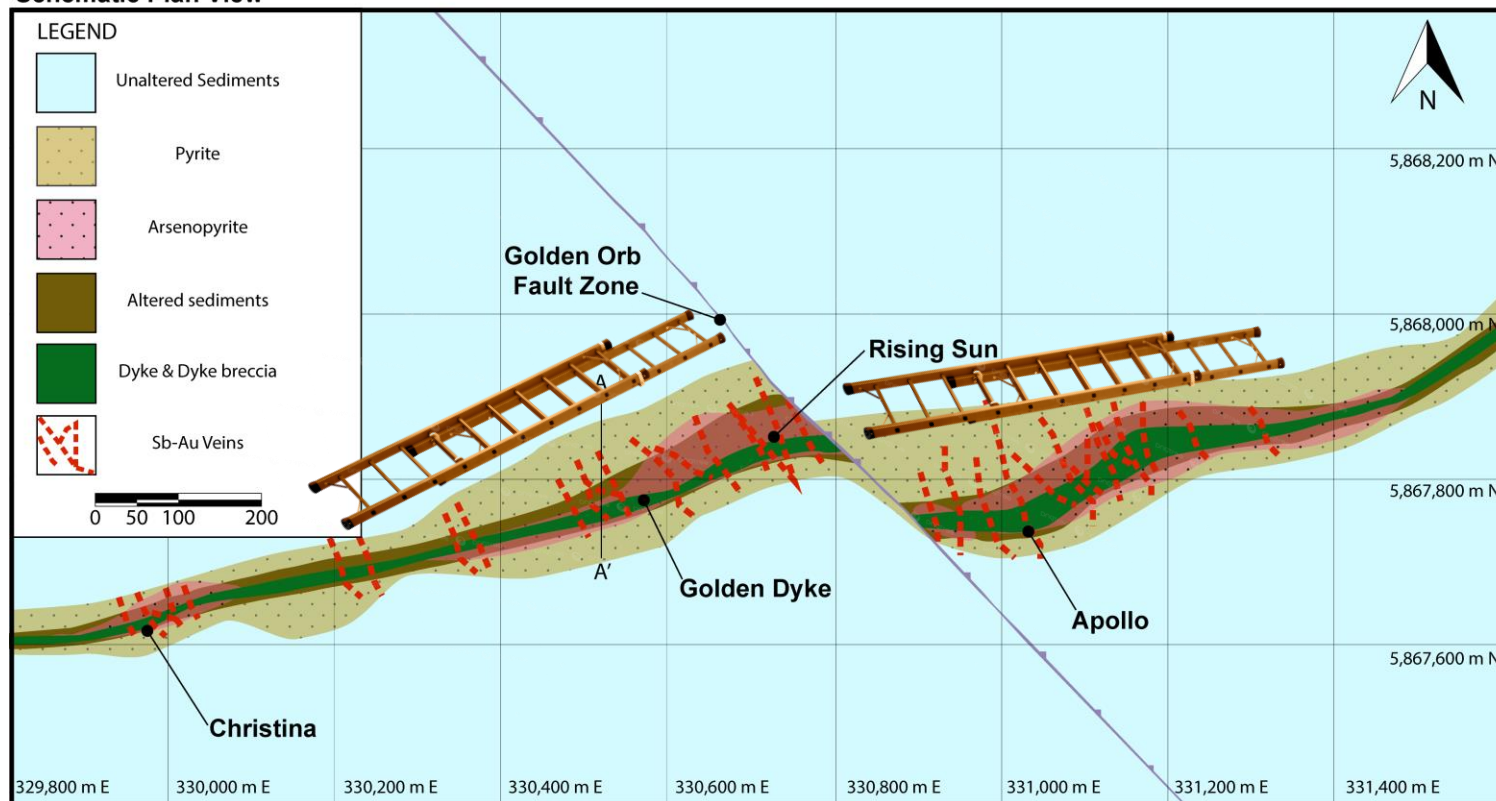 Schematic Plan View
LEGEND
Unaltered Sediments
Pyrite
Arsenopyrite
Altered sediments
Dyke & Dyke breccia
Sb-Au Veins
0 50 100 200
N
5,868,200 m N
Golden Orb
Fault Zone
5,868,000 m N
Rising Sun
A
5,867,800 m N
A'
Golden Dyke
Apollo
5,867,600 m N
Christina
329,800 m E 330,000 m E 330,200 m E 330,400 m E 330,600 m E 330,800 m E 331,000 m E 331,200 m E 331,400 m E